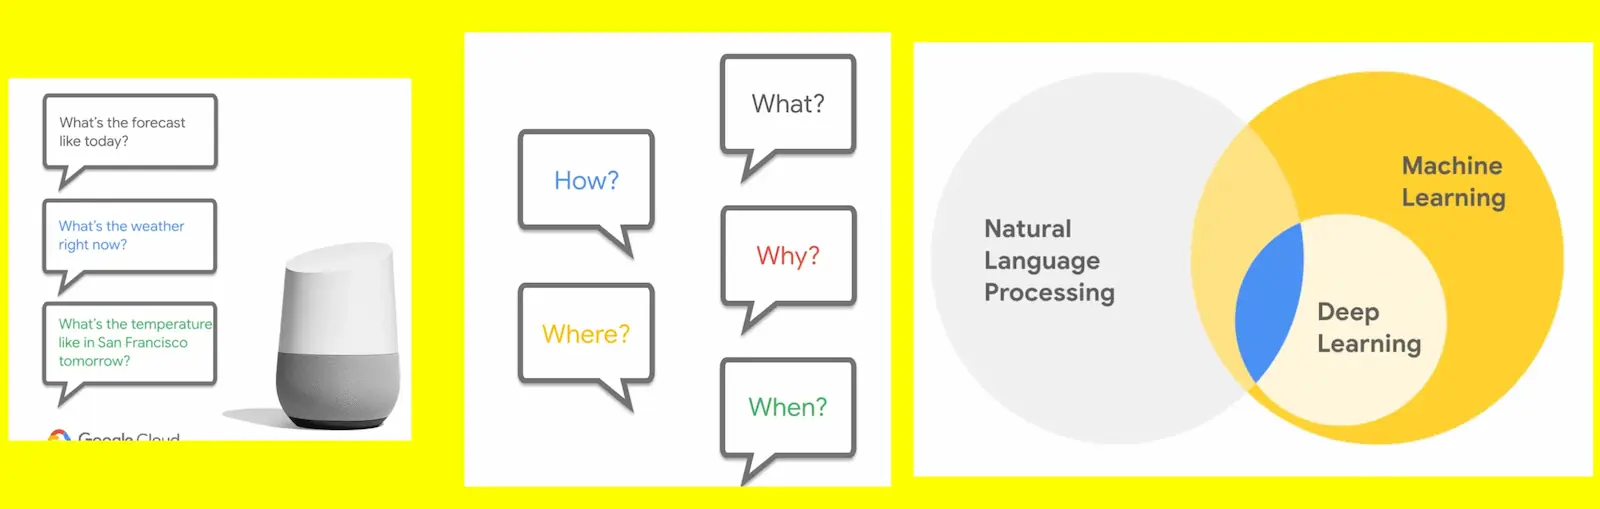 What's the forecast
like today?
What's the weather
right now?
What's the temperature
like in San Francisco
tomorrow?
Google Cloud
What?
How?
Why?
Where?
When?
Natural
Language
Processing
Machine
Learning
Deep
Learning